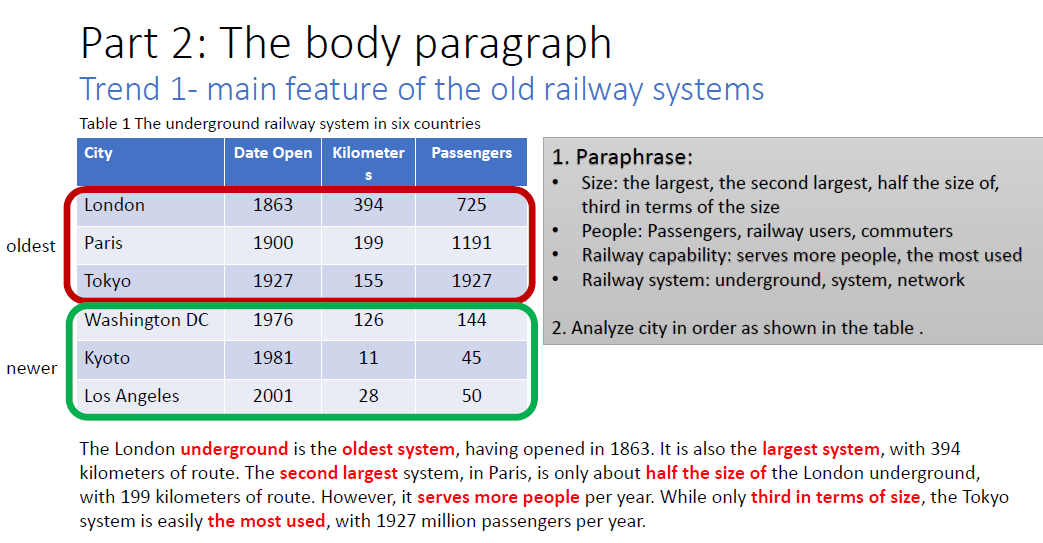 Part 2: The body paragraph
Trend 1- main feature of the old railway systems
Table 1 The underground railway system in six countries
City Date Open Kilometer
s Passengers
London 1863 394 725
oldest Paris 1900 199 1191
Tokyo 1927 155 1927
Washington DC 1976 126 144
newer Kyoto 1981 11 45
Los Angeles 2001 28 50
1. Paraphrase:
• Size: the largest, the second largest, half the size of,
third in terms of the size
• People: Passengers, railway users, commuters
• Railway capability: serves more people, the most used
• Railway system: underground, system, network
2. Analyze city in order as shown in the table .
The London underground is the oldest system, having opened in 1863. It is also the largest system, with 394
kilometers of route. The second largest system, in Paris, is only about half the size of the London underground,
with 199 kilometers of route. However, it serves more people per year. While only third in terms of size, the Tokyo
system is easily the most used, with 1927 million passengers per year.